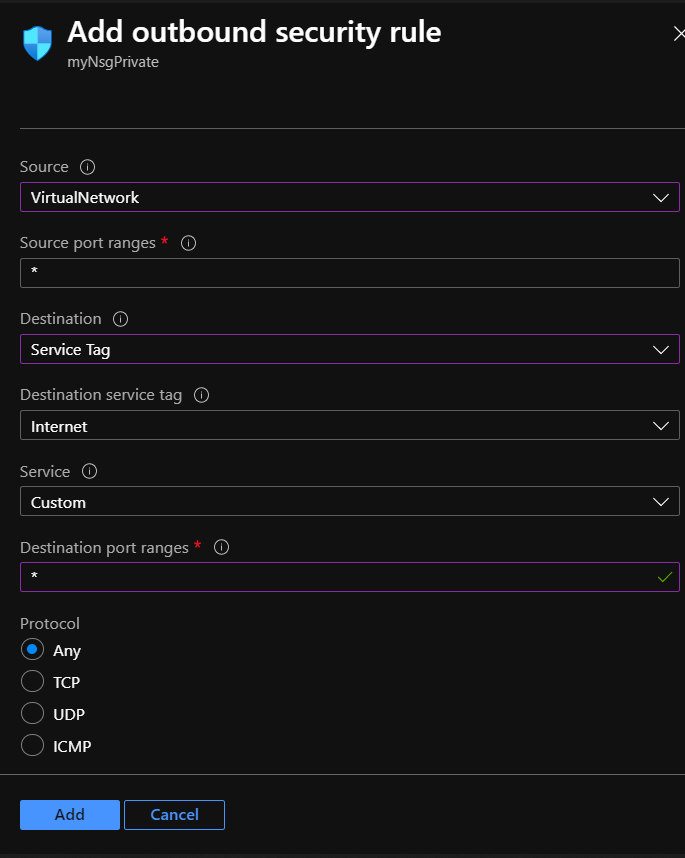 Add outbound security rule
myNsgPrivate
Source
VirtualNetwork
Source port ranges *
*
Destination
Service Tag
Destination service tag
Internet
Service
Custom
Destination port ranges *
*
Protocol
Any
TCP
UDP
ICMP
Add Cancel